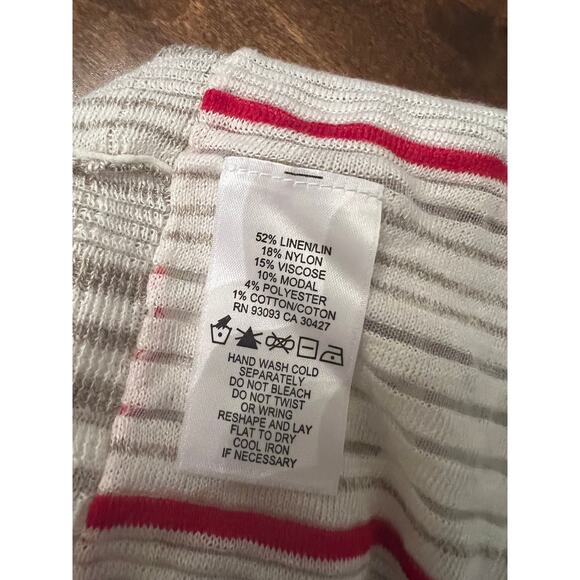 52% LINEN/LIN
18% NYLON
15% VISCOSE
10% MODAL
4% POLYESTER
1% COTTON/COTON
RN 93093 CA 30427
HAND WASH COLD
SEPARATELY
DO NOT BLEACH
DO NOT TWIST
OR WRING
RESHAPE AND LAY
FLAT TO DRY
COOL IRON
IF NECESSARY